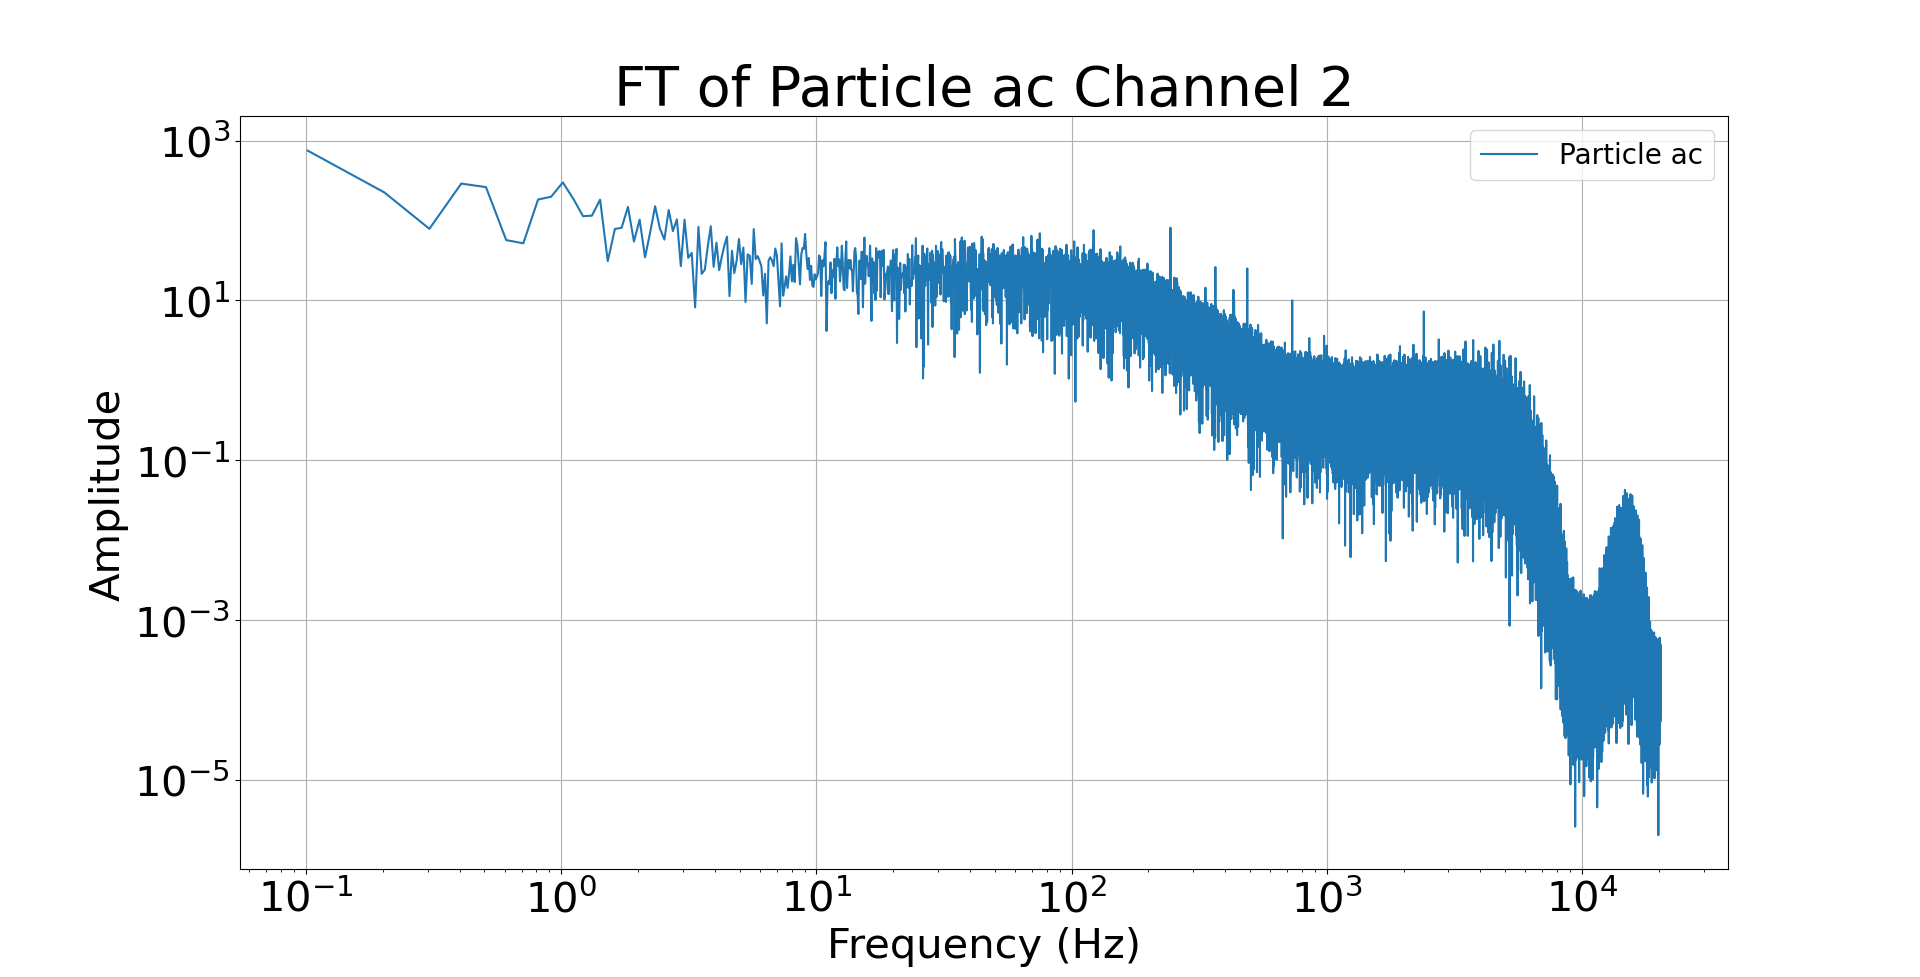 FT of Particle ac Channel 2
Particle ac
10³
10¹
10⁻¹
10⁻³
10⁻⁵
Amplitude
10⁻¹ 10⁰ 10¹ 10² 10³ 10⁴
Frequency (Hz)